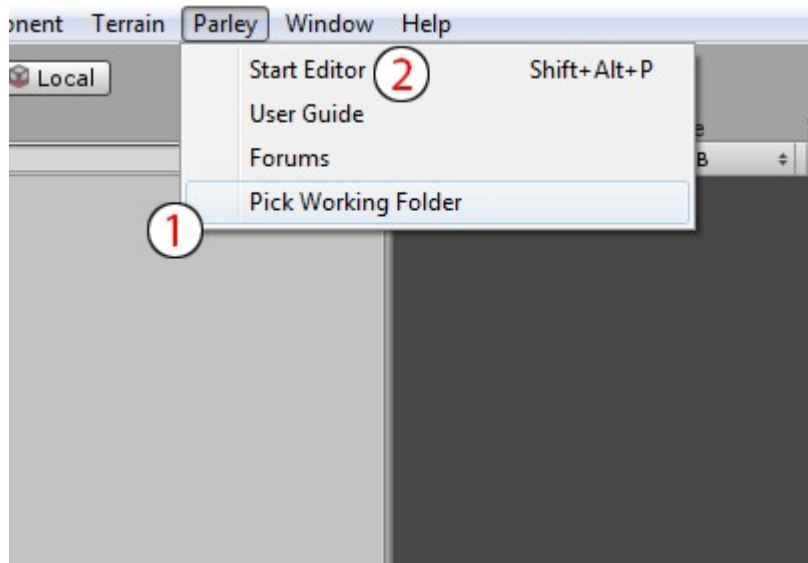 onent Terrain Parley Window Help
Local
Start Editor 2 Shift+Alt+P
User Guide
e
Forums
B
Pick Working Folder
1